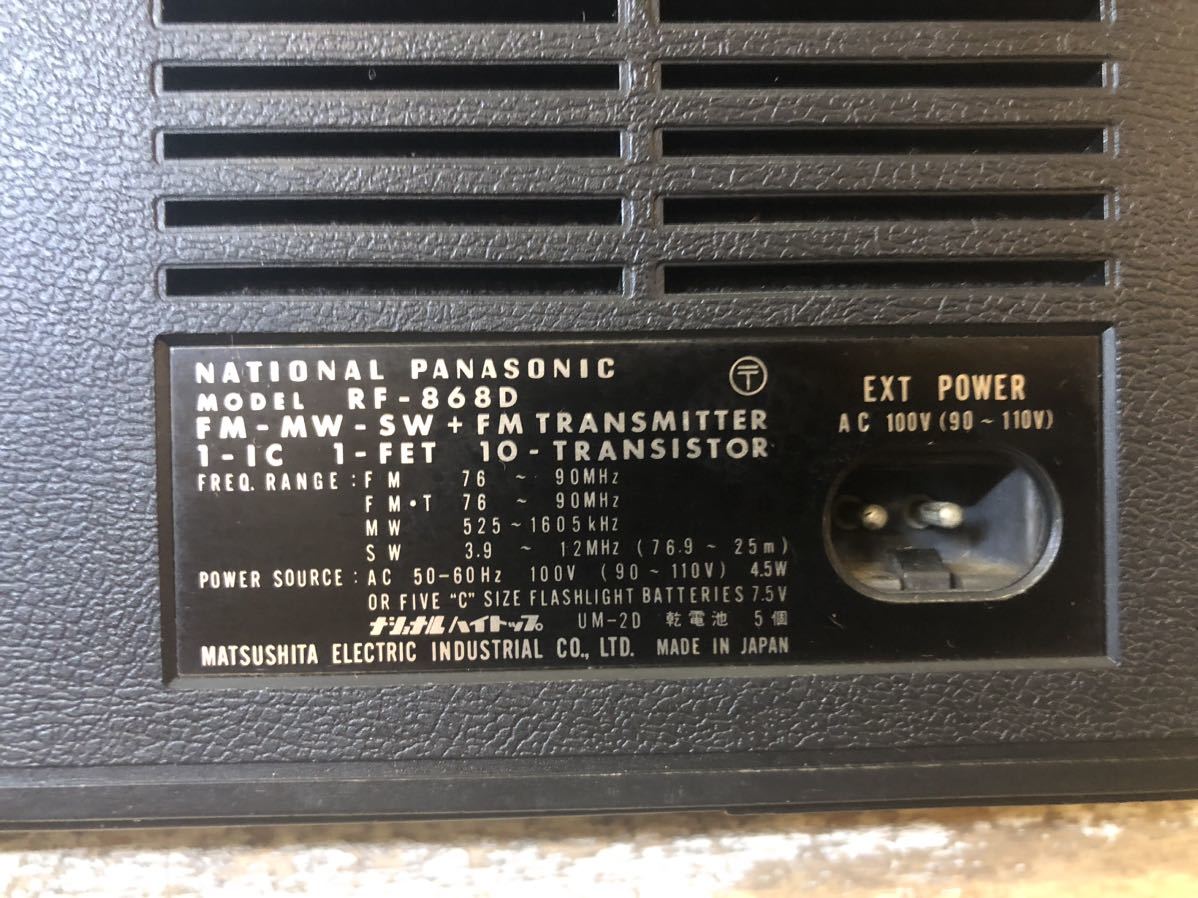 NATIONAL PANASONIC 〒
MODEL RF-868D
FM-MW-SW+FM TRANSMITTER
1-IC 1-FET 10-TRANSISTOR
FREQ. RANGE: FM 76 ~ 90MHz
FM・T 76 ~ 90MHz
MW 525~1605kHz
SW 3.9 ~ 12MHz (76.9 ~ 25m)
POWER SOURCE: AC 50-60Hz 100V (90~110V) 4.5W
OR FIVE "C" SIZE FLASHLIGHT BATTERIES 7.5V
ナショナル ハイトップ UM-2D 乾電池 5個
MATSUSHITA ELECTRIC INDUSTRIAL CO., LTD. MADE IN JAPAN
EXT POWER
AC 100V (90~110V)